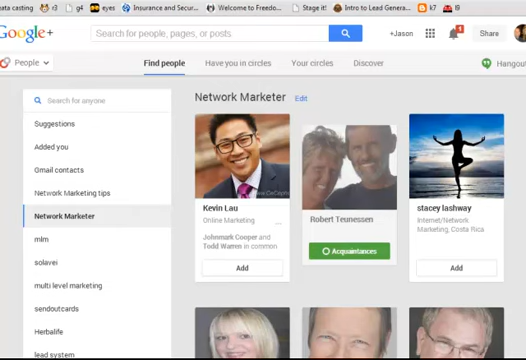 r3
g4
eyes
Insurance and Secur...
Welcome to Freedo...
Stage it!
Intro to Lead Genera...
k7
l9
Google+
Search for people, pages, or posts
+Jason
1
Share
People
Find people
Have you in circles
Your circles
Discover
Hangout
Search for anyone
Suggestions
Added you
Gmail contacts
Network Marketing tips
Network Marketer
mlm
solavei
multi level marketing
sendoutcards
Herbalife
lead system
Network Marketer Edit
Kevin Lau
Online Marketing
...
Johnmark Cooper and
Todd Warren in common
Add
Robert Teunessen
Acquaintances
stacey lashway
Internet/Network
Marketing, Costa Rica
Add